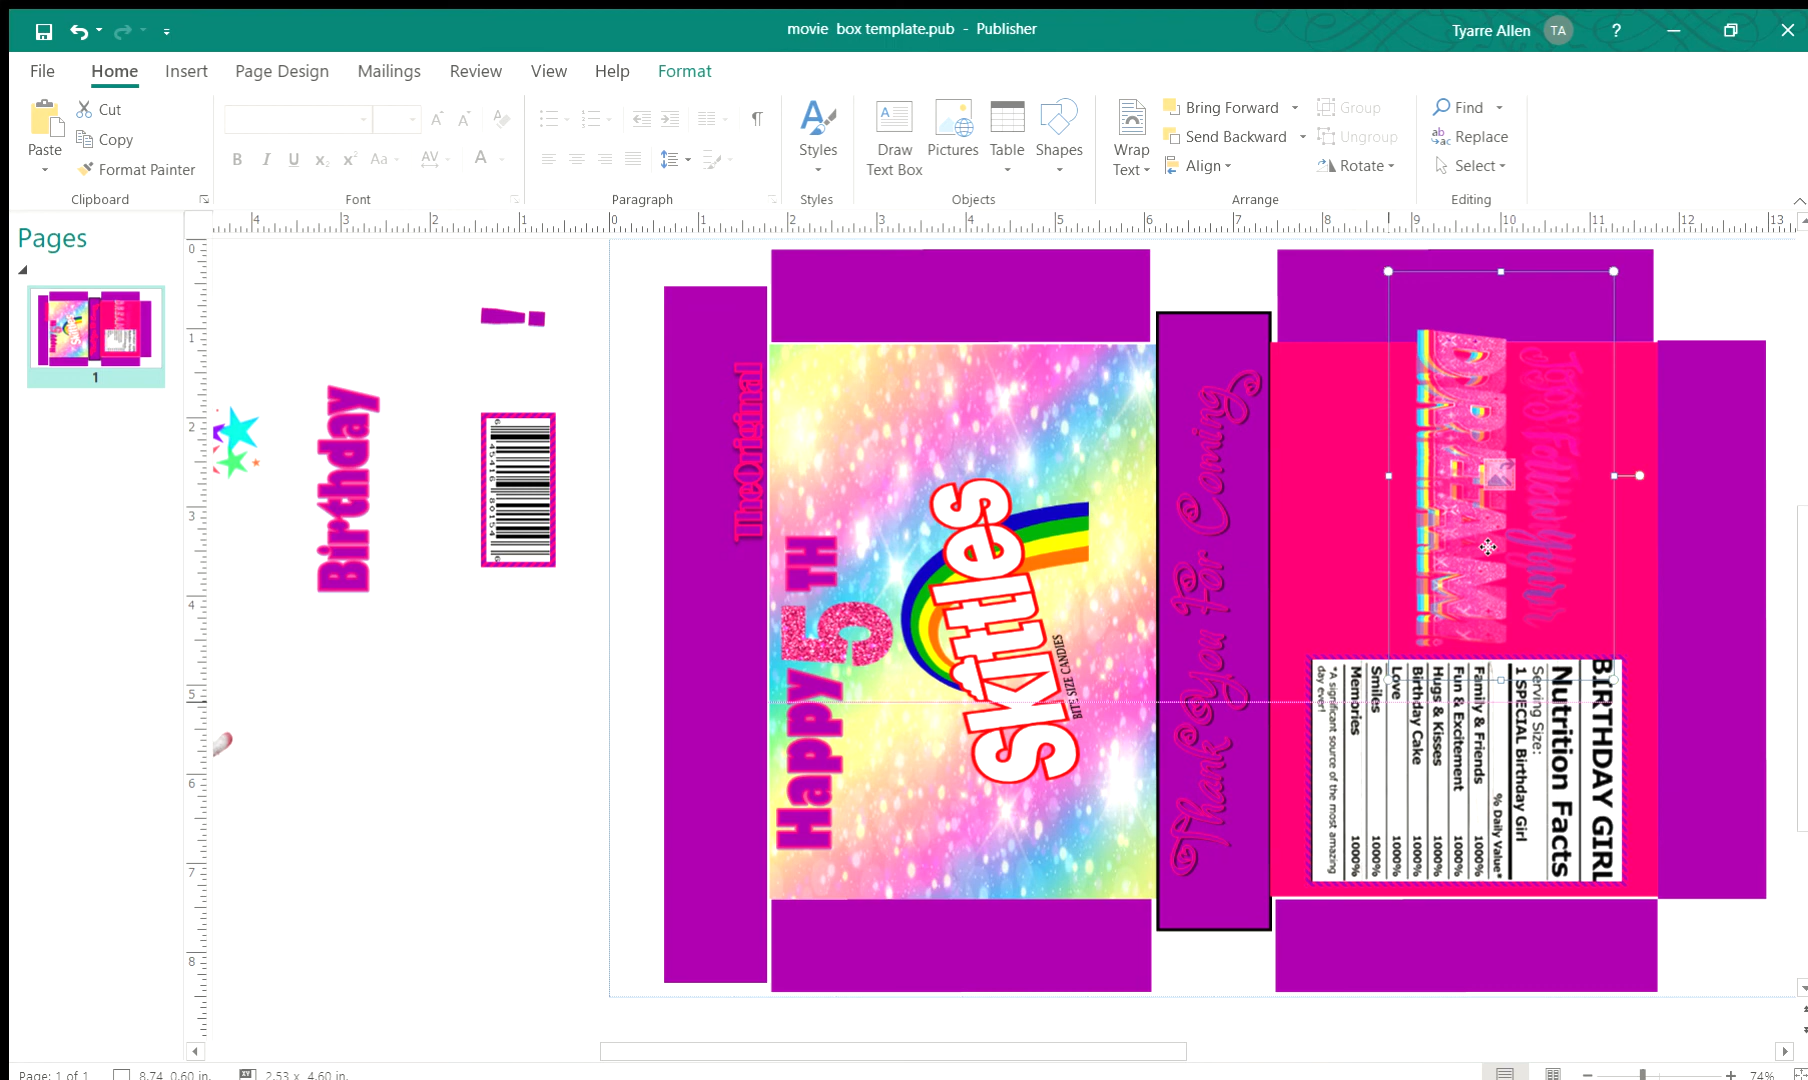 movie box template.pub - Publisher
Tyarre Allen
TA
?
File
Home
Insert
Page Design
Mailings
Review
View
Help
Format
Paste
Cut
Copy
Format Painter
Clipboard
Font
Paragraph
Styles
Styles
Draw Text Box
Pictures
Table
Shapes
Objects
Wrap Text
Bring Forward
Send Backward
Align
Group
Ungroup
Rotate
Arrange
Find
Replace
Select
Editing
Pages
1
Birthday
!
6 45416 80154 6
TheOriginal
Happy 5 TH
Skittles
BITE SIZE CANDIES
Thank You For Coming
DREAM
BIRTHDAY GIRL
Nutrition Facts
Serving Size:
1 SPECIAL Birthday Girl
% Daily Value*
Family & Friends 1000%
Fun & Excitement 1000%
Hugs & Kisses 1000%
Birthday Cake 1000%
Love 1000%
Smiles 1000%
Memories 1000%
*A significant source of the most amazing
day ever!
Page: 1 of 1
8.74, 0.60 in.
2.53 x 4.60 in.
74%